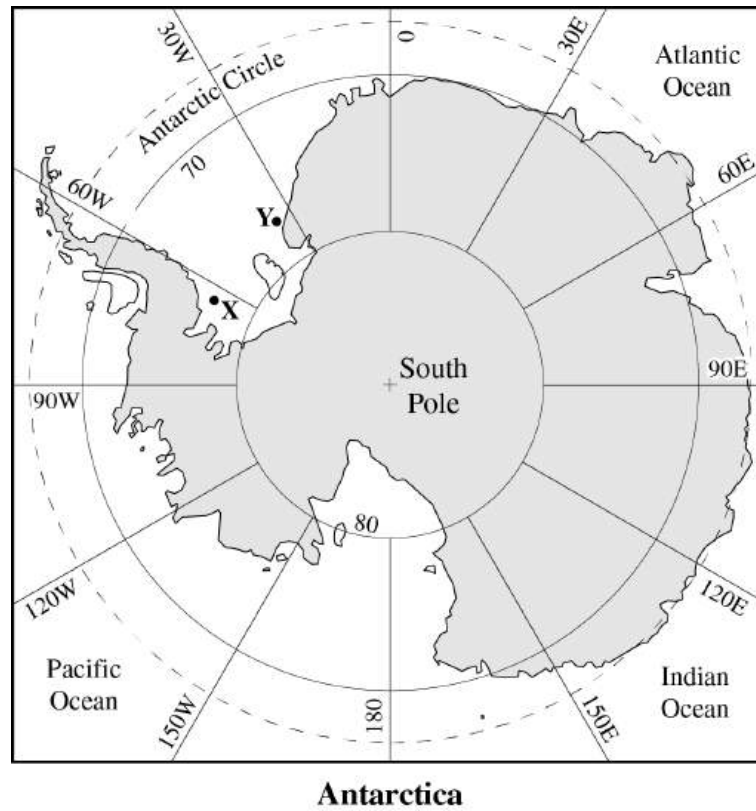 30W
0
30E
Atlantic
Ocean
Antarctic Circle
70
60W
60E
Y
X
South
Pole
90W
90E
80
120W
120E
Pacific
Ocean
Indian
Ocean
150W
180
150E
Antarctica